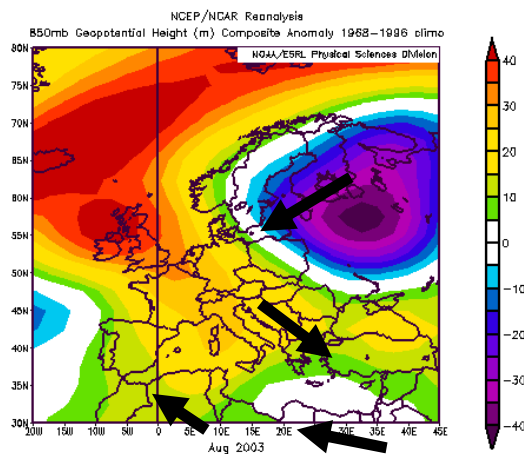 NCEP/NCAR Reanalysis
850mb Geopotential Height (m) Composite Anomaly 1968-1996 climo
NOAA/ESRL Physical Sciences Division
80N
75N
70N
65N
60N
55N
50N
45N
40N
35N
30N
20W 15W 10W 5W 0 5E 10E 15E 20E 25E 30E 35E 40E 45E
Aug 2003
40
30
20
10
0
-10
-20
-30
-40